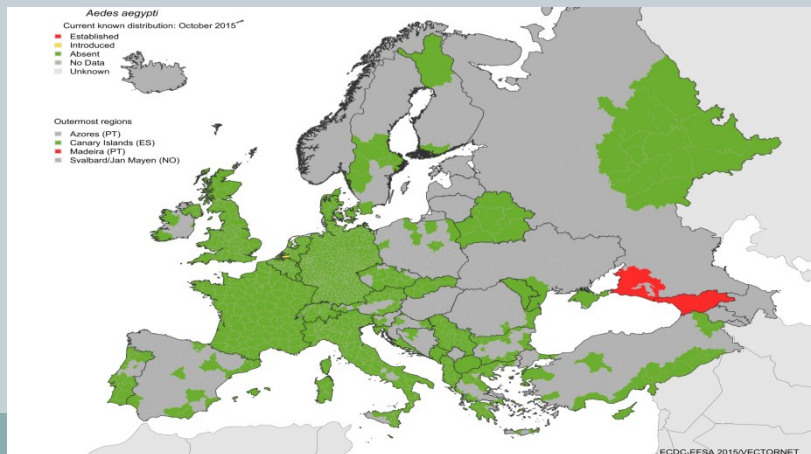 Aedes aegypti
Current known distribution: October 2015
Established
Introduced
Absent
No Data
Unknown
Outermost regions
Azores (PT)
Canary Islands (ES)
Madeira (PT)
Svalbard/Jan Mayen (NO)
ECDC-EFSA 2015/VECTORNET